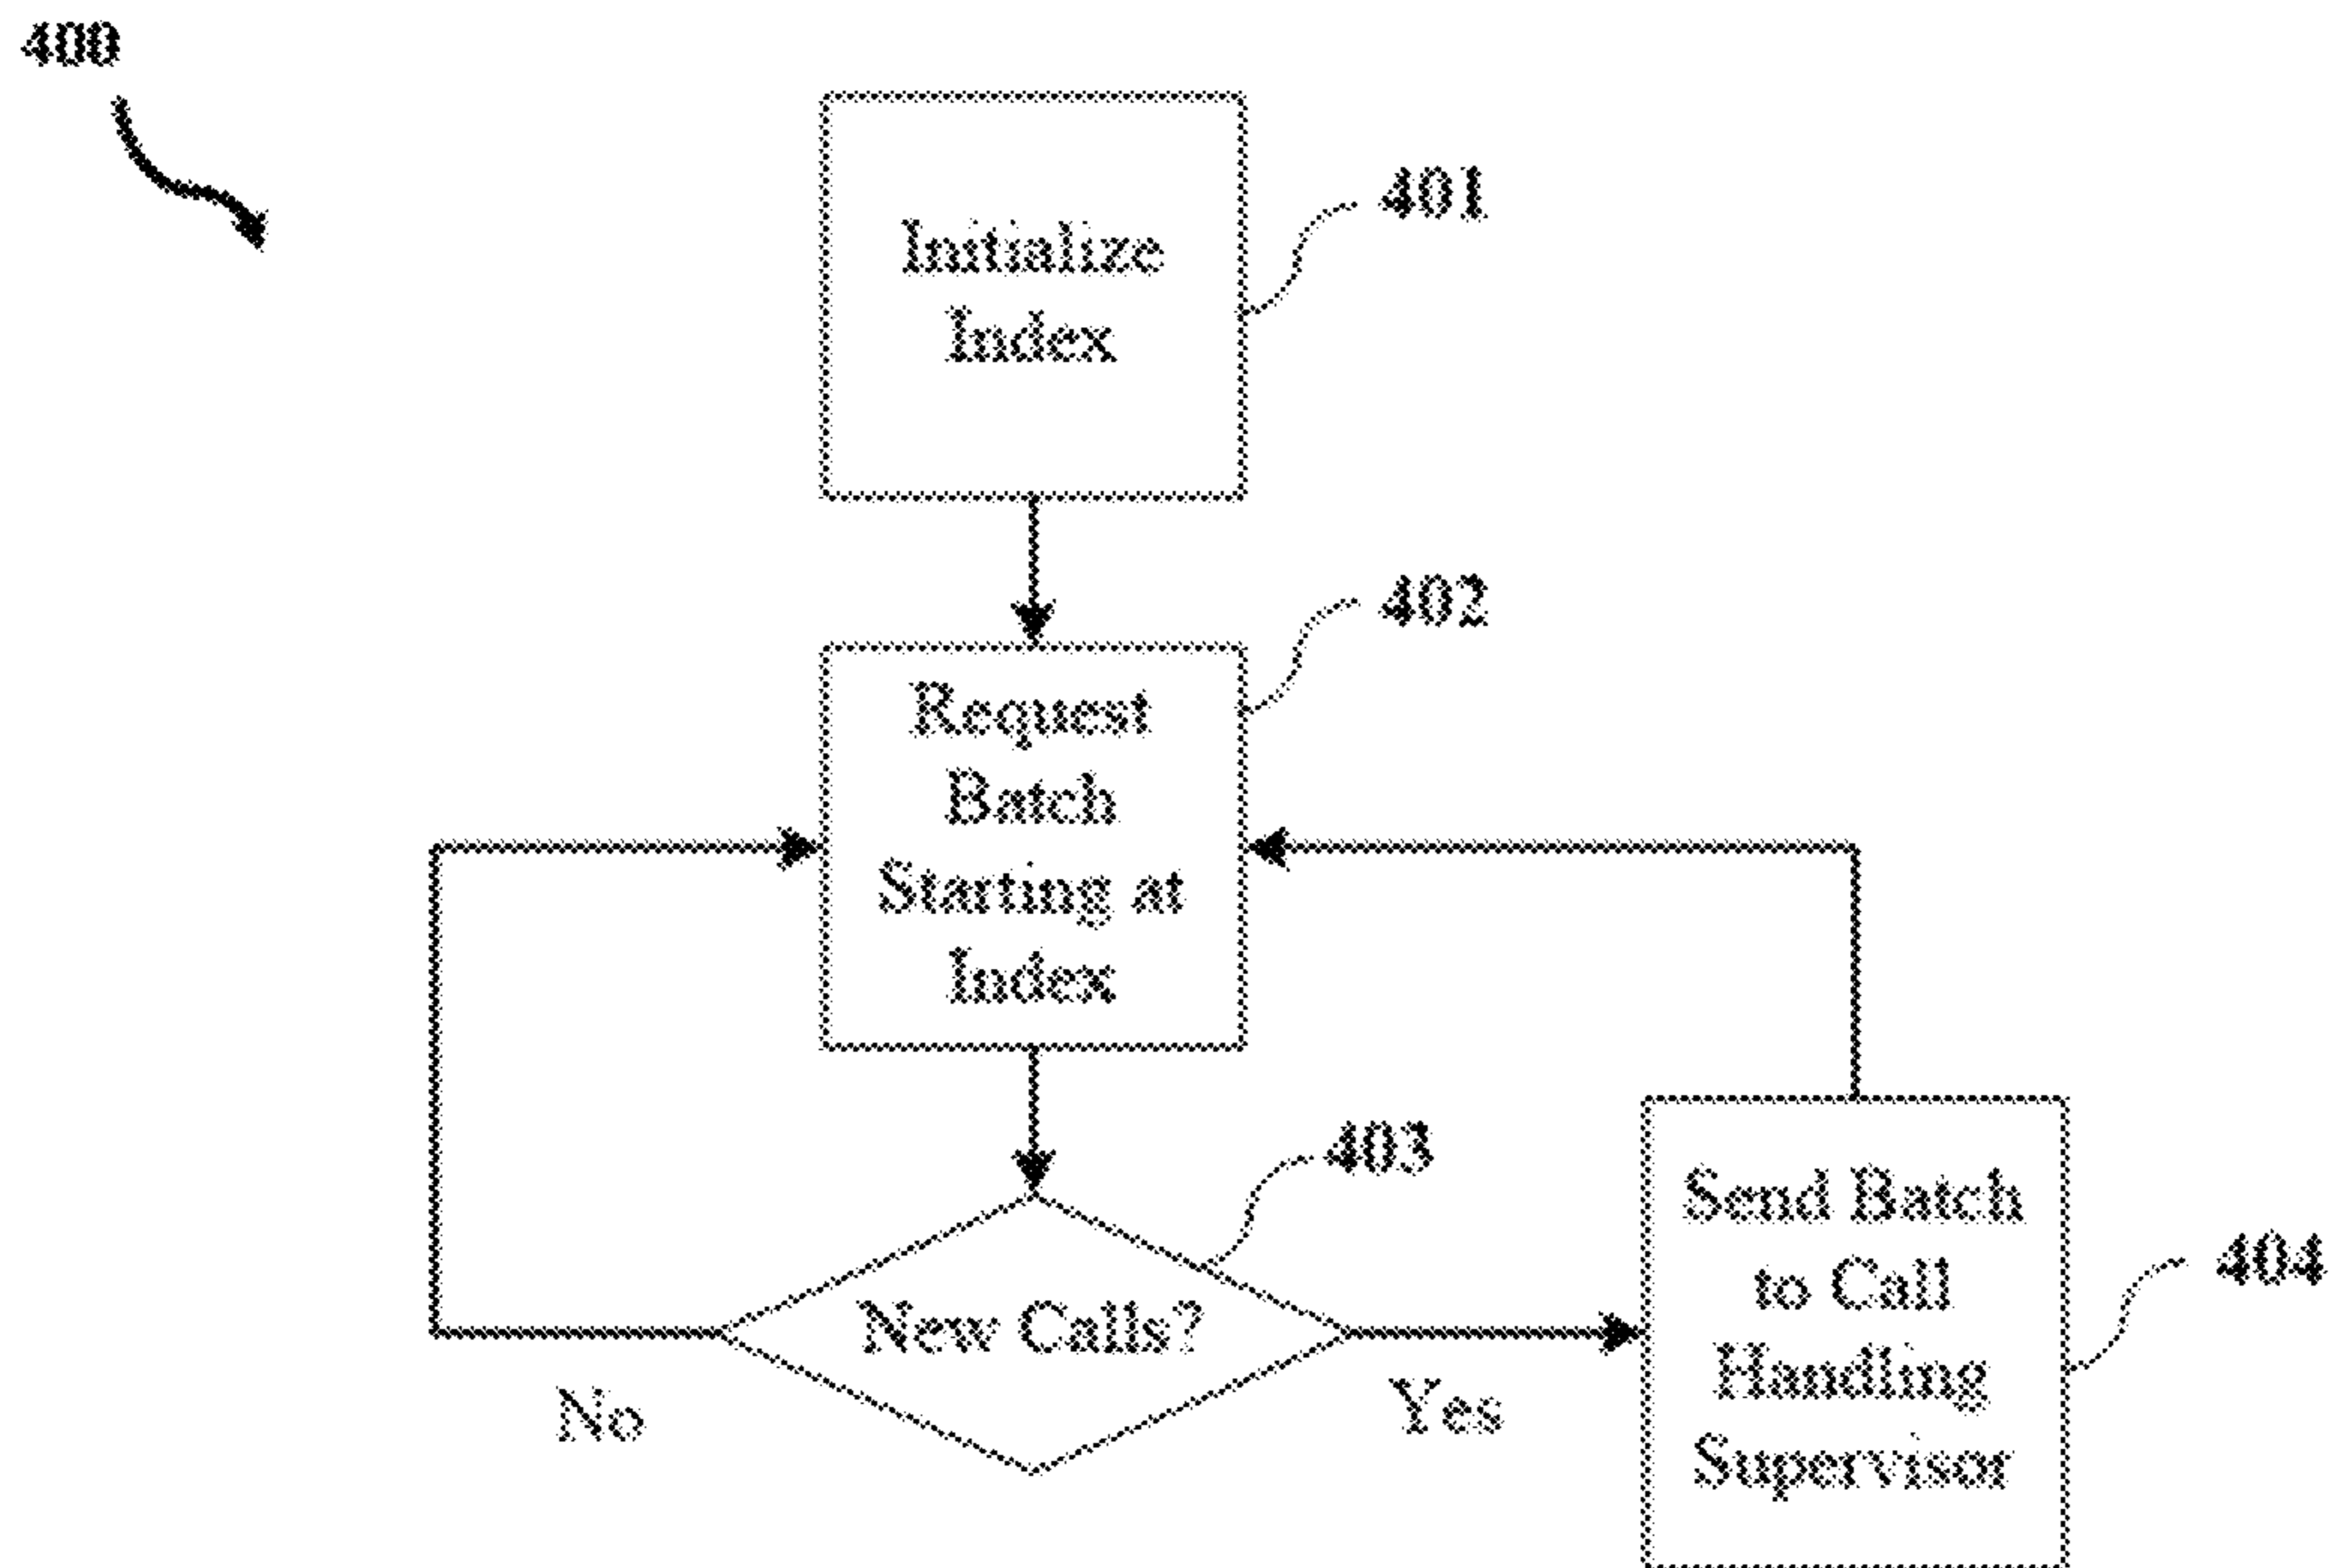 400
Initialize
Index
401
Request
Batch
Starting at
Index
402
New Calls?
403
No
Yes
Send Batch
to Call
Handling
Supervisor
404